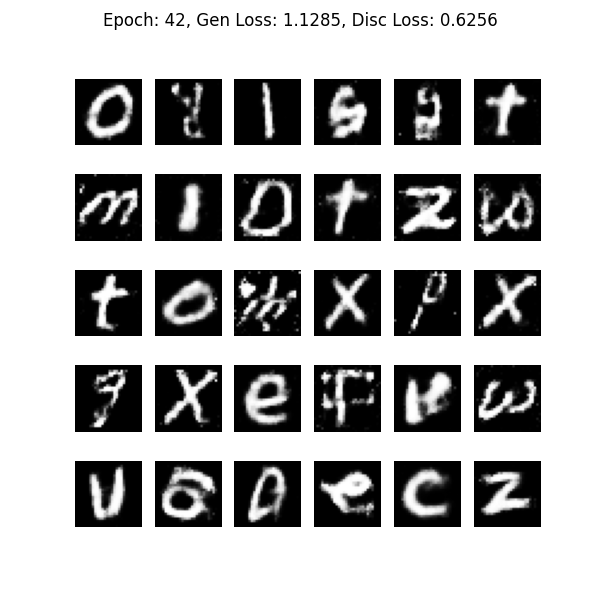 Epoch: 42, Gen Loss: 1.1285, Disc Loss: 0.6256
O I S t
m I D t Z W
t o X p X
X e w
U Q e C Z